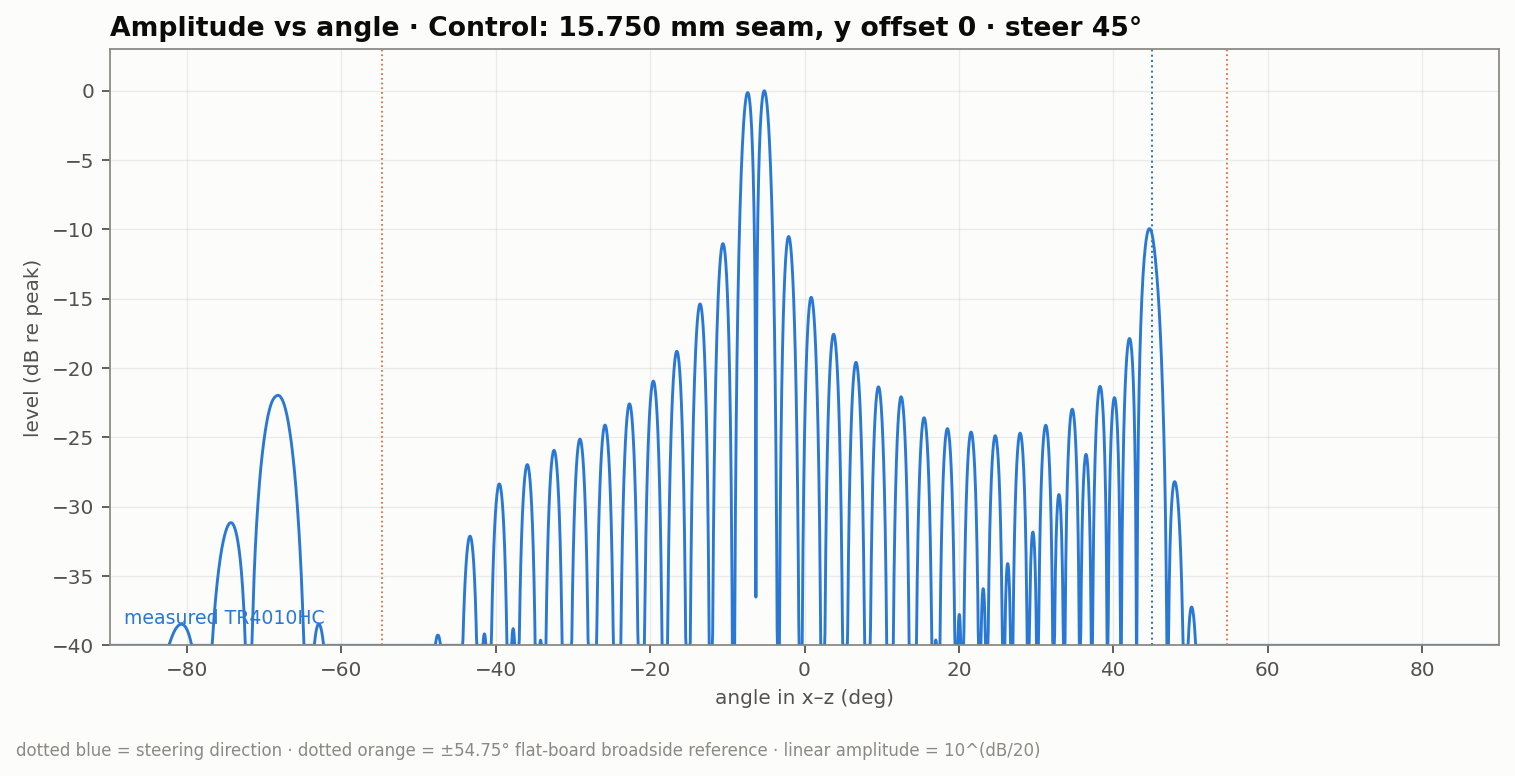 Amplitude vs angle · Control: 15.750 mm seam, y offset 0 · steer 45°
level (dB re peak)
0
−5
−10
−15
−20
−25
−30
−35
−40
measured TR4010HC
−80 −60 −40 −20 0 20 40 60 80
angle in x–z (deg)
dotted blue = steering direction · dotted orange = ±54.75° flat-board broadside reference · linear amplitude = 10^(dB/20)